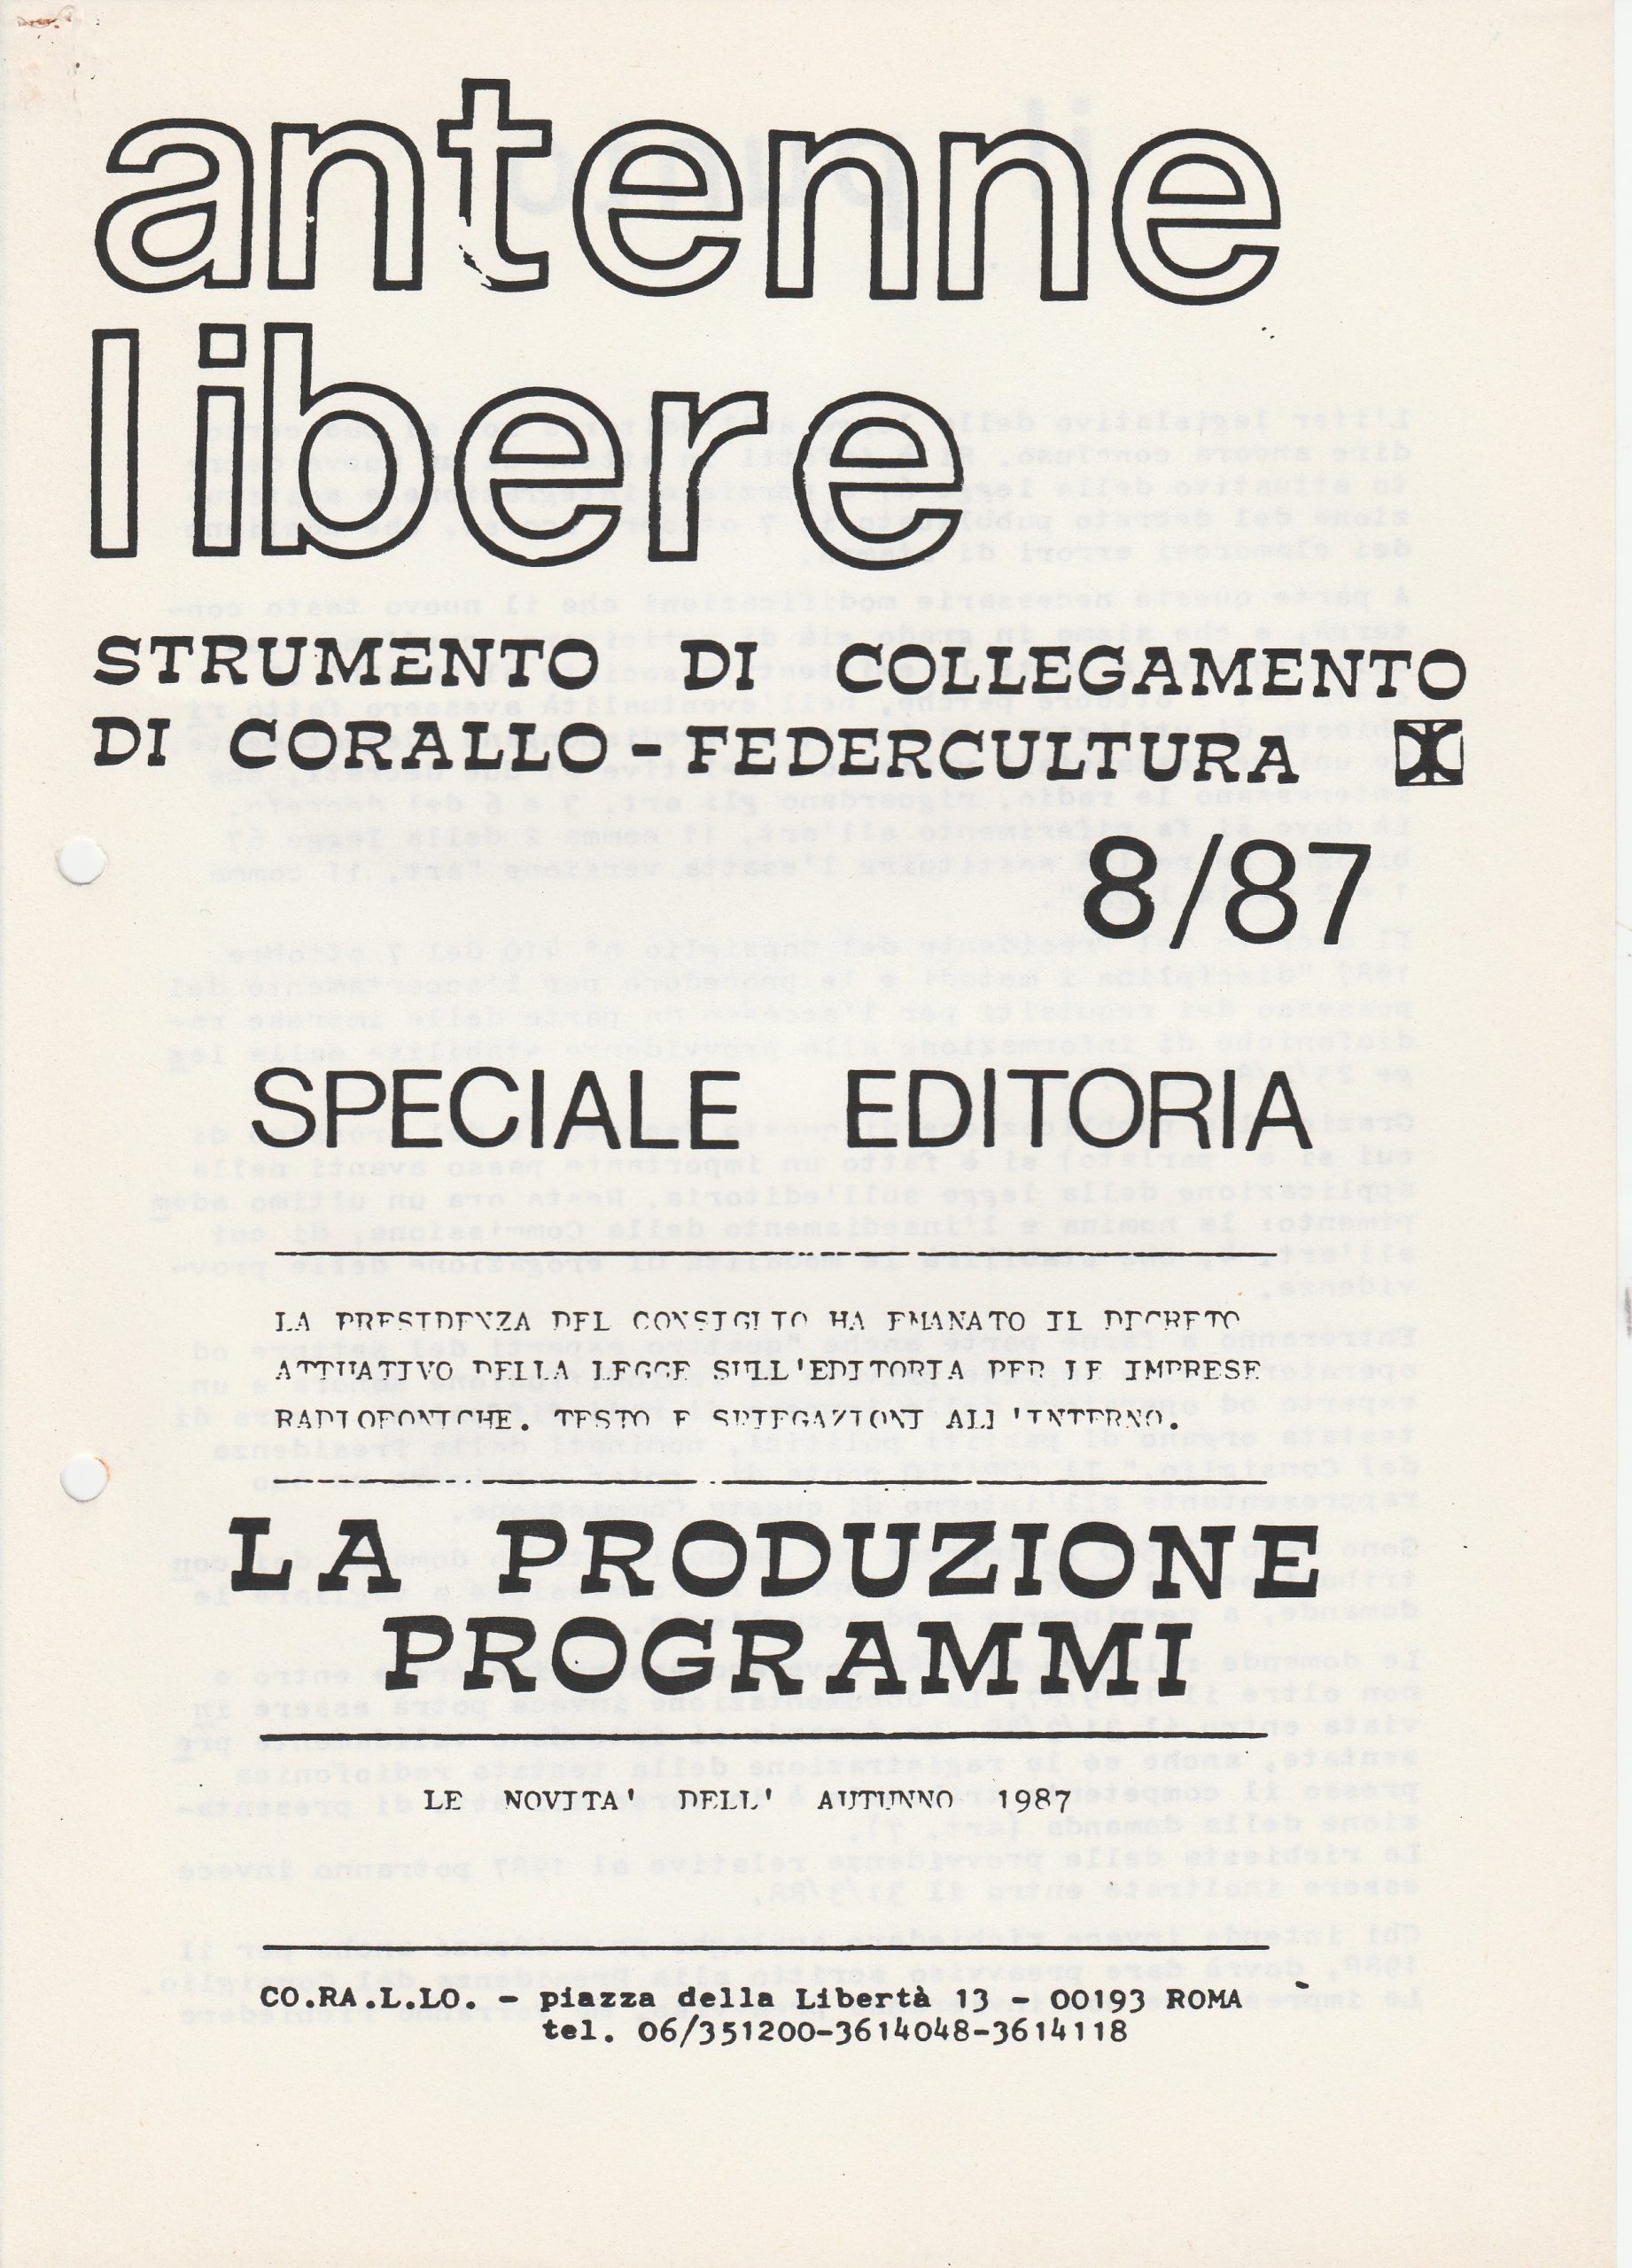 antenne
libere
STRUMENTO DI COLLEGAMENTO
DI CORALLO-FEDERCULTURA
8/87
SPECIALE EDITORIA
LA PRESIDENZA DEL CONSIGLIO HA EMANATO IL DECRETO
ATTUATIVO DELLA LEGGE SULL'EDITORIA PER LE IMPRESE
RADIOFONICHE. TESTO E SPIEGAZIONI ALL'INTERNO.
LA PRODUZIONE
PROGRAMMI
LE NOVITA' DELL' AUTUNNO 1987
CO.RA.L.LO. - piazza della Libertà 13 - 00193 ROMA
tel. 06/351200-3614048-3614118